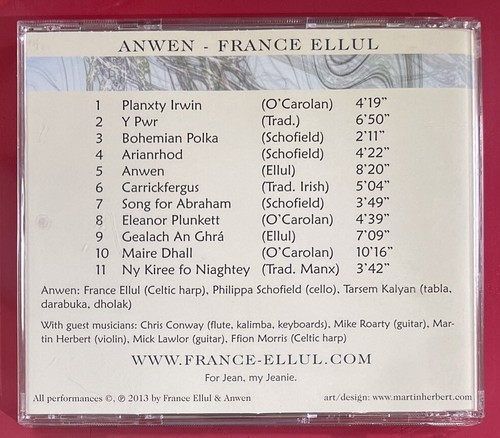 ANWEN - FRANCE ELLUL
1 Planxty Irwin (O'Carolan) 4'19"
2 Y Pwr (Trad.) 6'50"
3 Bohemian Polka (Schofield) 2'11"
4 Arianrhod (Schofield) 4'22"
5 Anwen (Ellul) 8'20"
6 Carrickfergus (Trad. Irish) 5'04"
7 Song for Abraham (Schofield) 3'49"
8 Eleanor Plunkett (O'Carolan) 4'39"
9 Gealach An Ghrá (Ellul) 7'09"
10 Maire Dhall (O'Carolan) 10'16"
11 Ny Kiree fo Niaghtey (Trad. Manx) 3'42"
Anwen: France Ellul (Celtic harp), Philippa Schofield (cello), Tarsem Kalyan (tabla,
darabuka, dholak)
With guest musicians: Chris Conway (flute, kalimba, keyboards), Mike Roarty (guitar), Mar-
tin Herbert (violin), Mick Lawlor (guitar), Ffion Morris (Celtic harp)
WWW.FRANCE-ELLUL.COM
For Jean, my Jeanie.
All performances ©, ℗ 2013 by France Ellul & Anwen art/design: www.martinherbert.com